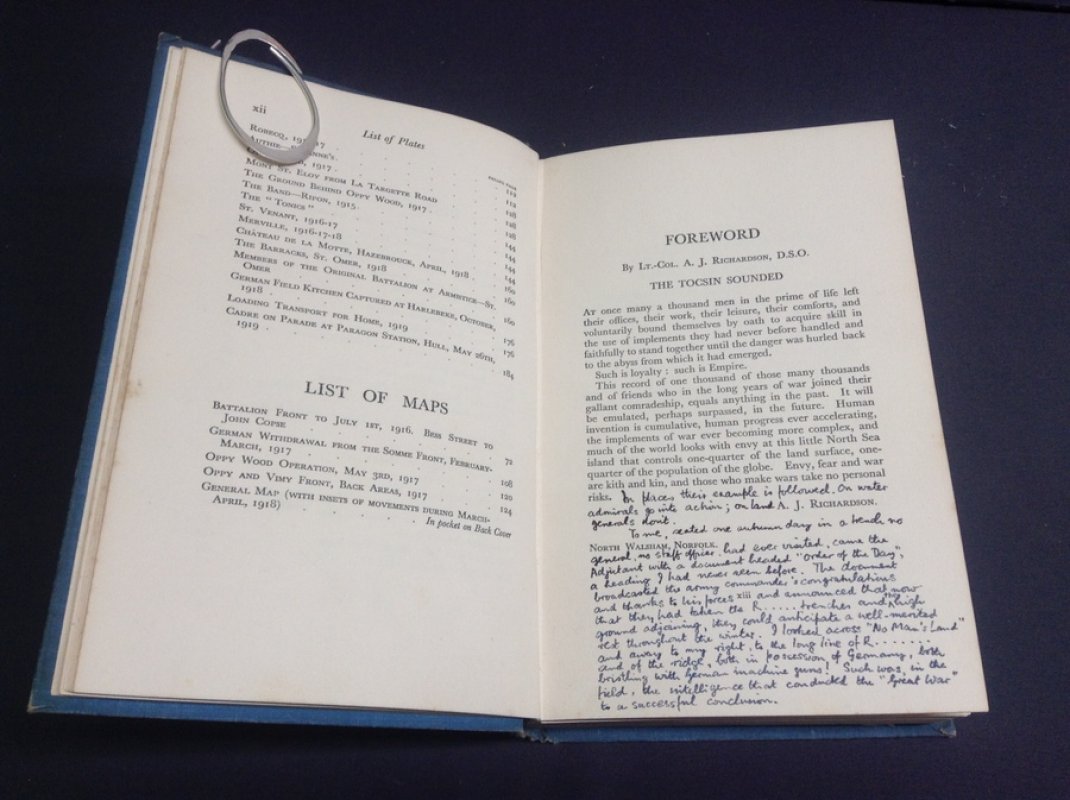 xii
List of Plates
FACING PAGE
Robecq, 1917 112
Authie— 112
1917 128
Mont St. Eloy from La Targette Road 128
The Ground Behind Oppy Wood, 1917 144
The Band—Ripon, 1915 144
The "Tonics" 144
St. Venant, 1916-17 160
Merville, 1916-17-18
Château de la Motte, Hazebrouck, April, 1918
The Barracks, St. Omer, 1918
Members of the Original Battalion at Armistice—St.
Omer 160
German Field Kitchen Captured at Harlebeke, October,
1918 176
Loading Transport for Home, 1919 176
Cadre on Parade at Paragon Station, Hull, May 26th,
1919 184
LIST OF MAPS
Battalion Front to July 1st, 1916. Bess Street to
John Copse 72
German Withdrawal from the Somme Front, February-
March, 1917 108
Oppy Wood Operation, May 3rd, 1917 120
Oppy and Vimy Front, Back Areas, 1917 124
General Map (with insets of movements during March-
April, 1918) In pocket on Back Cover
FOREWORD
By Lt.-Col. A. J. Richardson, D.S.O.
THE TOCSIN SOUNDED
At once many a thousand men in the prime of life left
their offices, their work, their leisure, their comforts, and
voluntarily bound themselves by oath to acquire skill in
the use of implements they had never before handled and
faithfully to stand together until the danger was hurled back
to the abyss from which it had emerged.
Such is loyalty : such is Empire.
This record of one thousand of those many thousands
and of friends who in the long years of war joined their
gallant comradeship, equals anything in the past. It will
be emulated, perhaps surpassed, in the future. Human
invention is cumulative, human progress ever accelerating,
the implements of war ever becoming more complex, and
much of the world looks with envy at this little North Sea
island that controls one-quarter of the land surface, one-
quarter of the population of the globe. Envy, fear and war
are kith and kin, and those who make wars take no personal
risks. In places their example is followed. On water
admirals go into action; on land A. J. Richardson.
generals don't.
To me, seated one autumn day in a trench no
North Walsham, Norfolk.
general, no staff officer had ever visited, came the
Adjutant with a document headed "Order of the Day",
a heading I had never seen before. The document
broadcasted the army commander's congratulations
and thanks to his forces xiii and announced that now
that they had taken the R..... trenches and the high
ground adjoining, they could anticipate a well-merited
rest throughout the winter. I looked across "No Man's Land"
and away to my right, to the long line of R........
and of the ridge, both in possession of Germany, both
bristling with German machine guns! Such was, in the
field, the intelligence that conducted the "Great War"
to a successful conclusion.